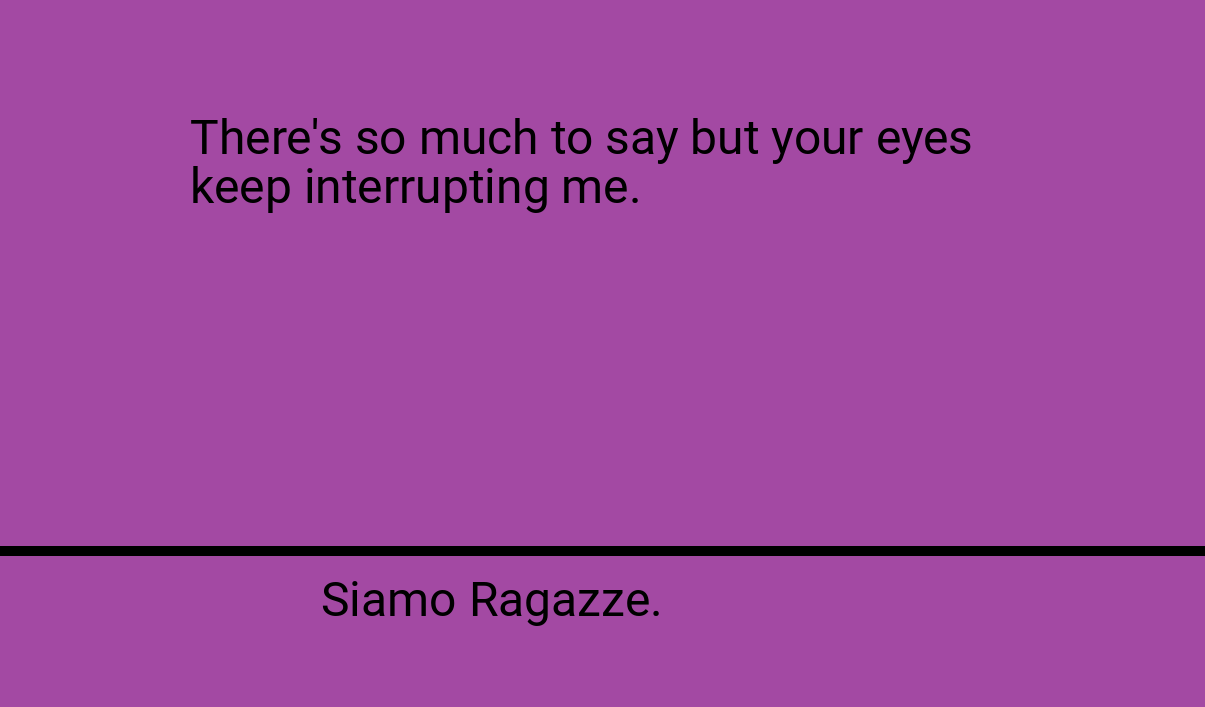 There's so much to say but your eyes
keep interrupting me.
Siamo Ragazze.